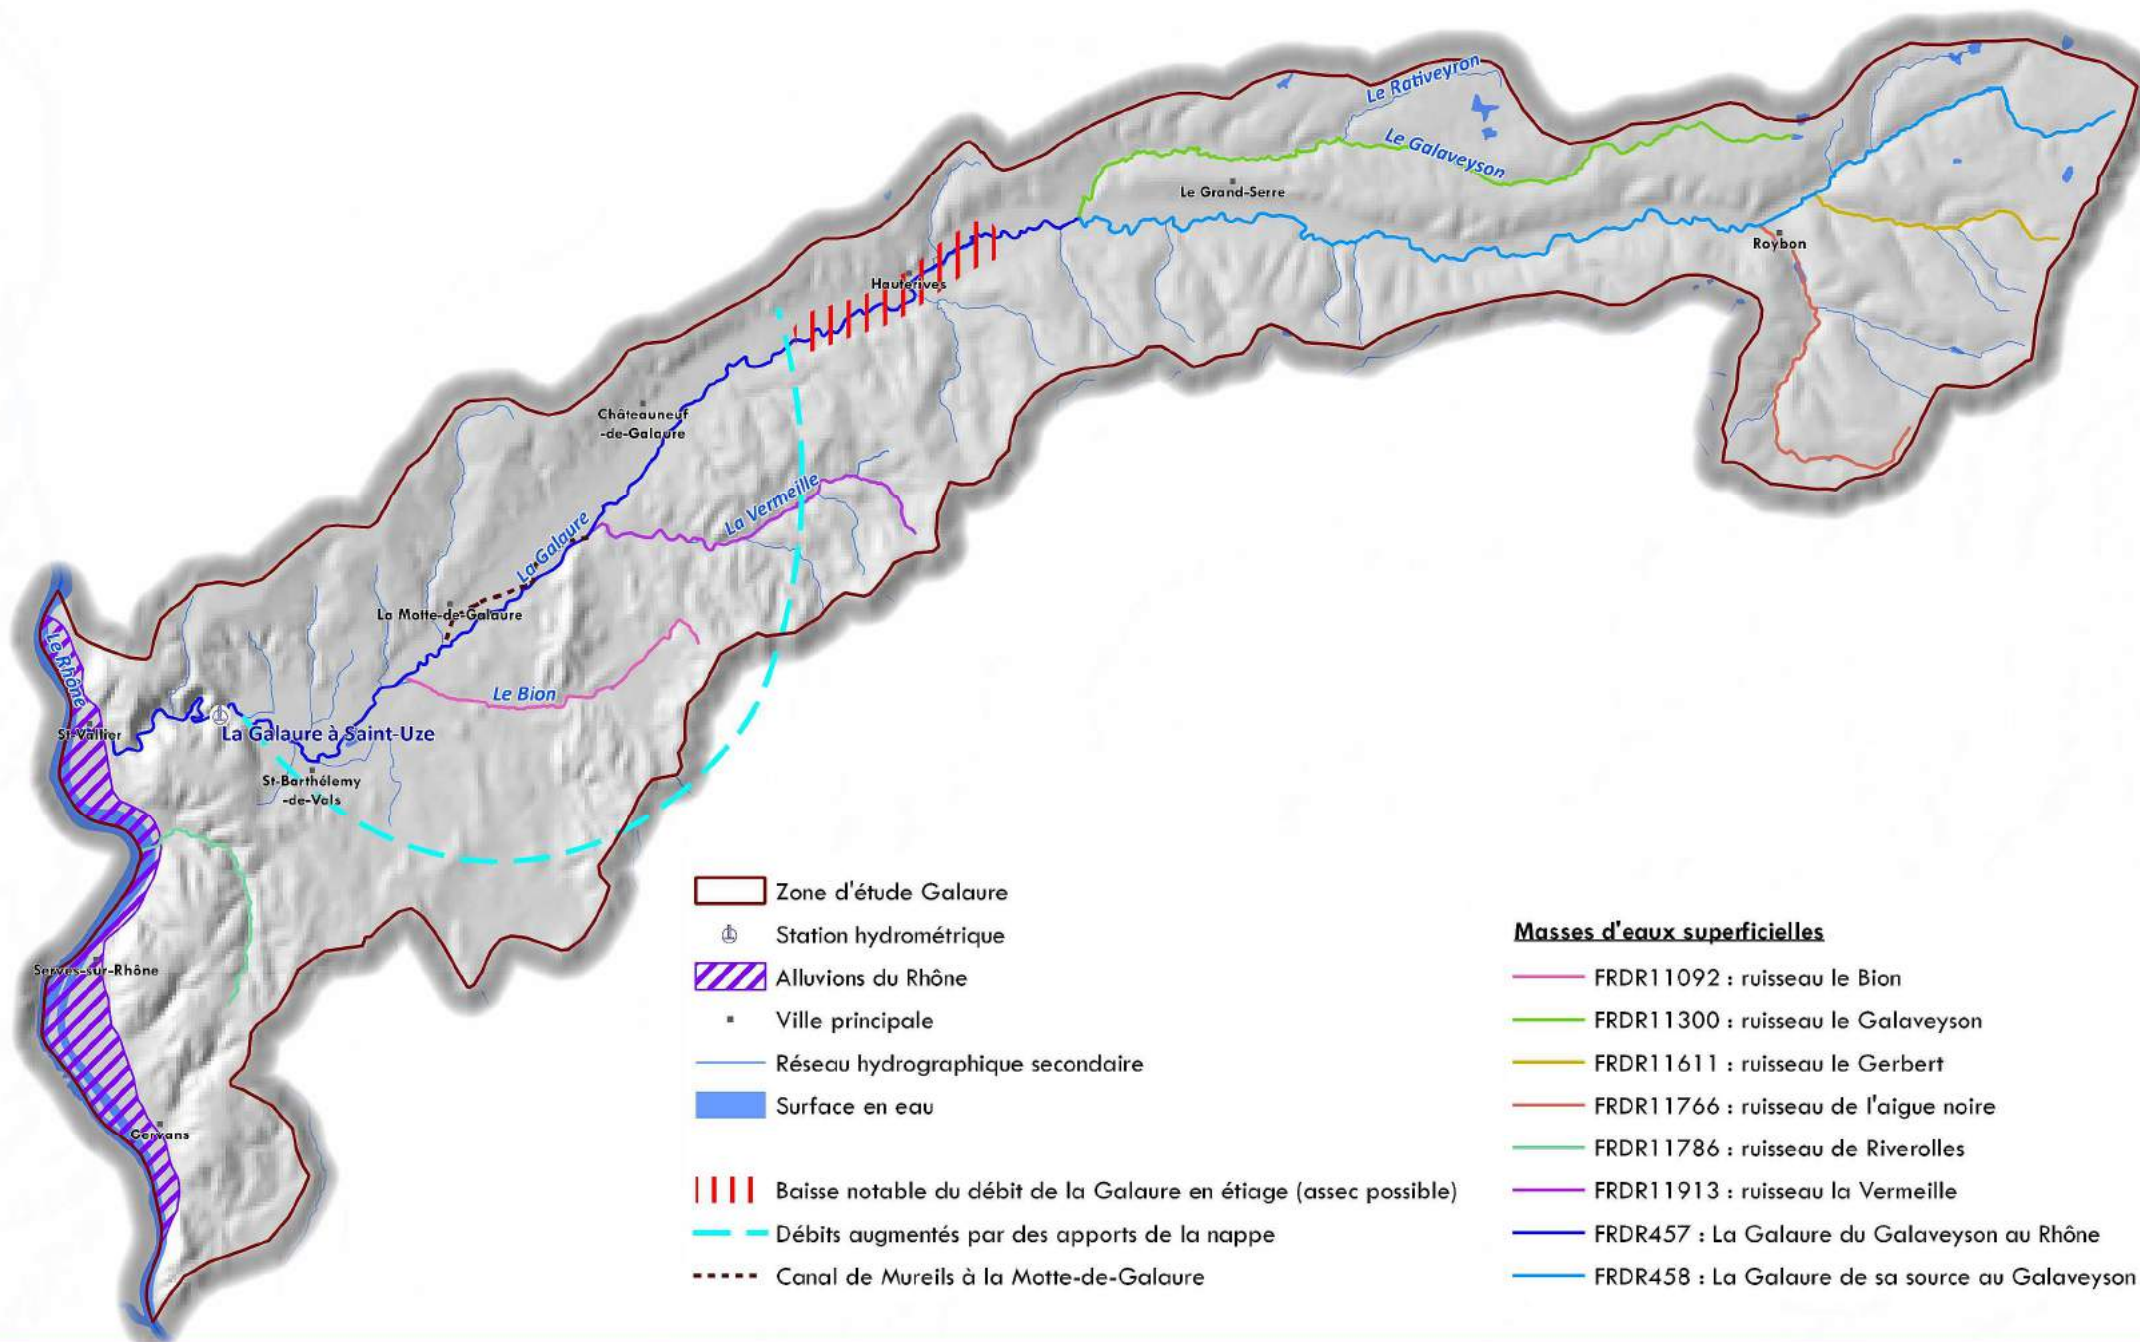 Le Rativeyron
Le Galaveyson
Le Grand-Serre
Roybon
Hauterives
Châteauneuf
-de-Galaure
La Vermeille
La Galaure
La Motte-de-Galaure
Le Bion
Le Rhône
St-Vallier
La Galaure à Saint-Uze
St-Barthélemy
-de-Vals
Serves-sur-Rhône
Gervans
Zone d'étude Galaure
Station hydrométrique
Alluvions du Rhône
Ville principale
Réseau hydrographique secondaire
Surface en eau
Baisse notable du débit de la Galaure en étiage (assec possible)
Débits augmentés par des apports de la nappe
Canal de Mureils à la Motte-de-Galaure
Masses d'eaux superficielles
FRDR11092 : ruisseau le Bion
FRDR11300 : ruisseau le Galaveyson
FRDR11611 : ruisseau le Gerbert
FRDR11766 : ruisseau de l'aigue noire
FRDR11786 : ruisseau de Riverolles
FRDR11913 : ruisseau la Vermeille
FRDR457 : La Galaure du Galaveyson au Rhône
FRDR458 : La Galaure de sa source au Galaveyson